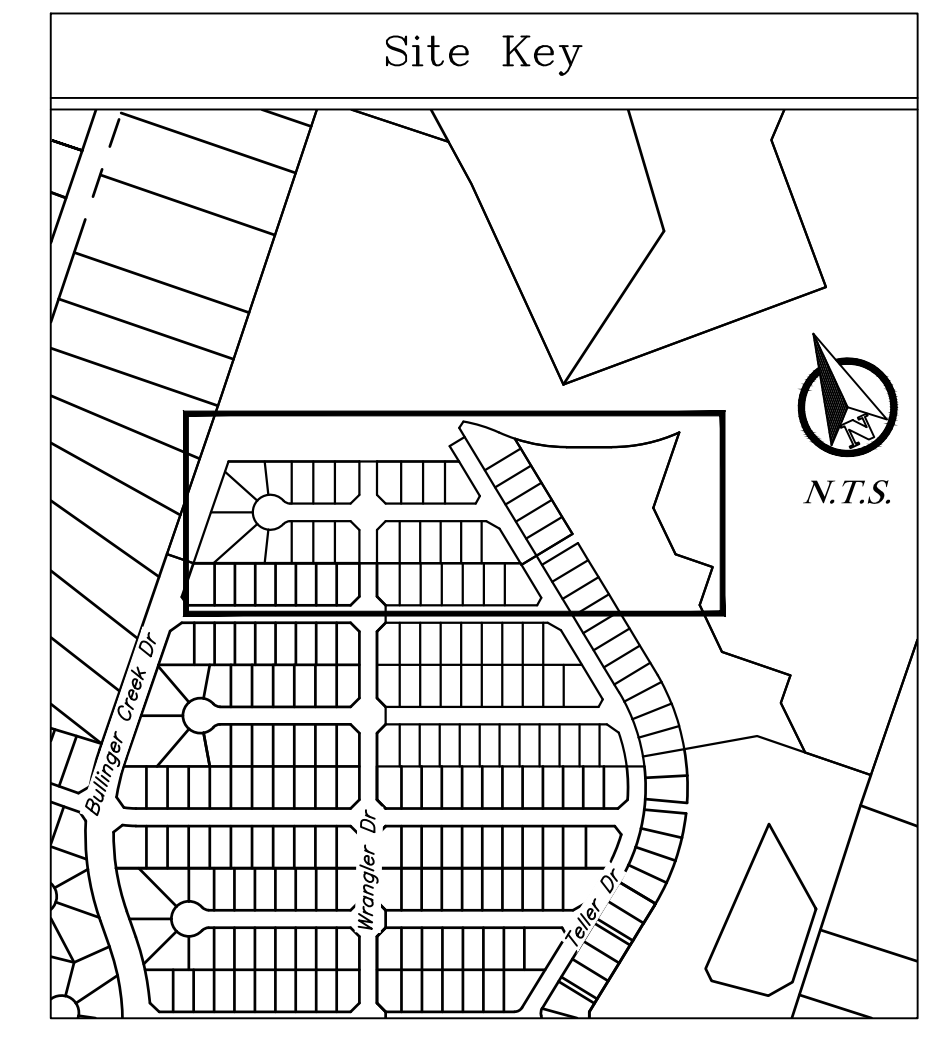 Site Key
N
N.T.S.
Bullinger Creek Dr
Wrangler Dr
Teller Dr